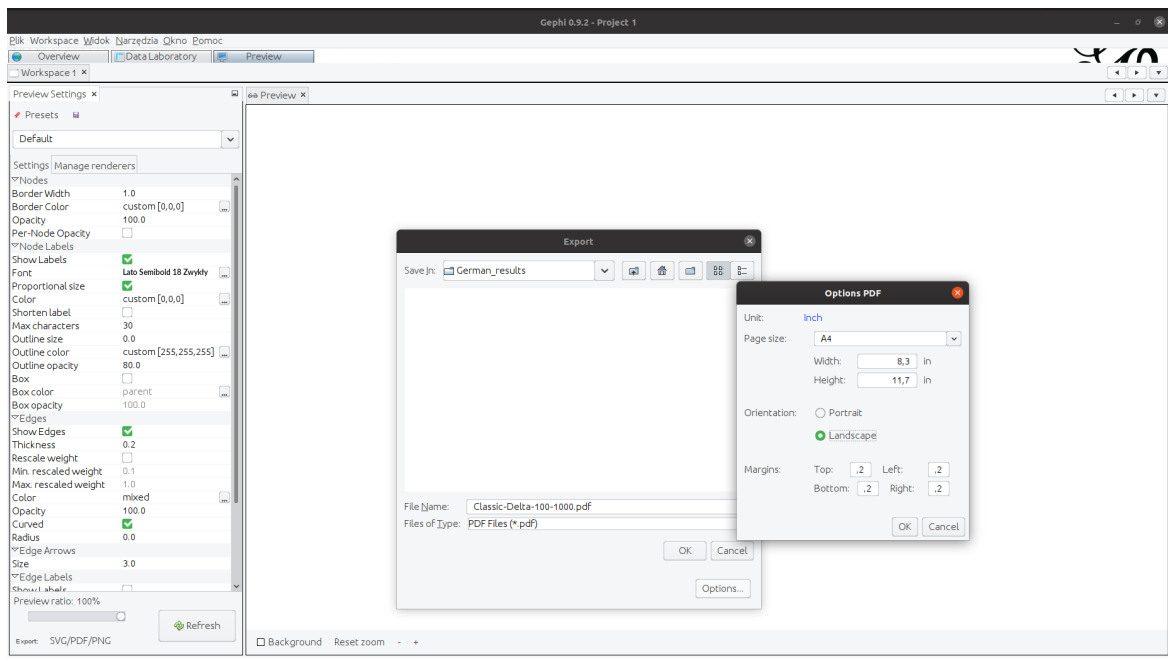 Gephi 0.9.2 - Project 1
Plik Workspace Widok Narzędzia Okno Pomoc
Overview Data Laboratory Preview
Workspace 1 ×
Preview Settings ×
Preview ×
Presets
Default
Settings Manage renderers
Nodes
Border Width 1.0
Border Color custom [0,0,0] ...
Opacity 100.0
Per-Node Opacity
Node Labels
Show Labels
Font Lato Semibold 18 Zwykły ...
Proportional size
Color custom [0,0,0] ...
Shorten label
Max characters 30
Outline size 0.0
Outline color custom [255,255,255] ...
Outline opacity 80.0
Box
Box color parent ...
Box opacity 100.0
Edges
Show Edges
Thickness 0.2
Rescale weight
Min. rescaled weight 0.1
Max. rescaled weight 1.0
Color mixed ...
Opacity 100.0
Curved
Radius 0.0
Edge Arrows
Size 3.0
Edge Labels
Show Labels
Preview ratio: 100%
Refresh
Export: SVG/PDF/PNG
Background Reset zoom - +
Export
Save In: German_results
File Name: Classic-Delta-100-1000.pdf
Files of Type: PDF Files (*.pdf)
OK Cancel
Options...
Options PDF
Unit: Inch
Page size: A4
Width: 8,3 in
Height: 11,7 in
Orientation: Portrait
Landscape
Margins: Top: ,2 Left: ,2
Bottom: ,2 Right: ,2
OK Cancel